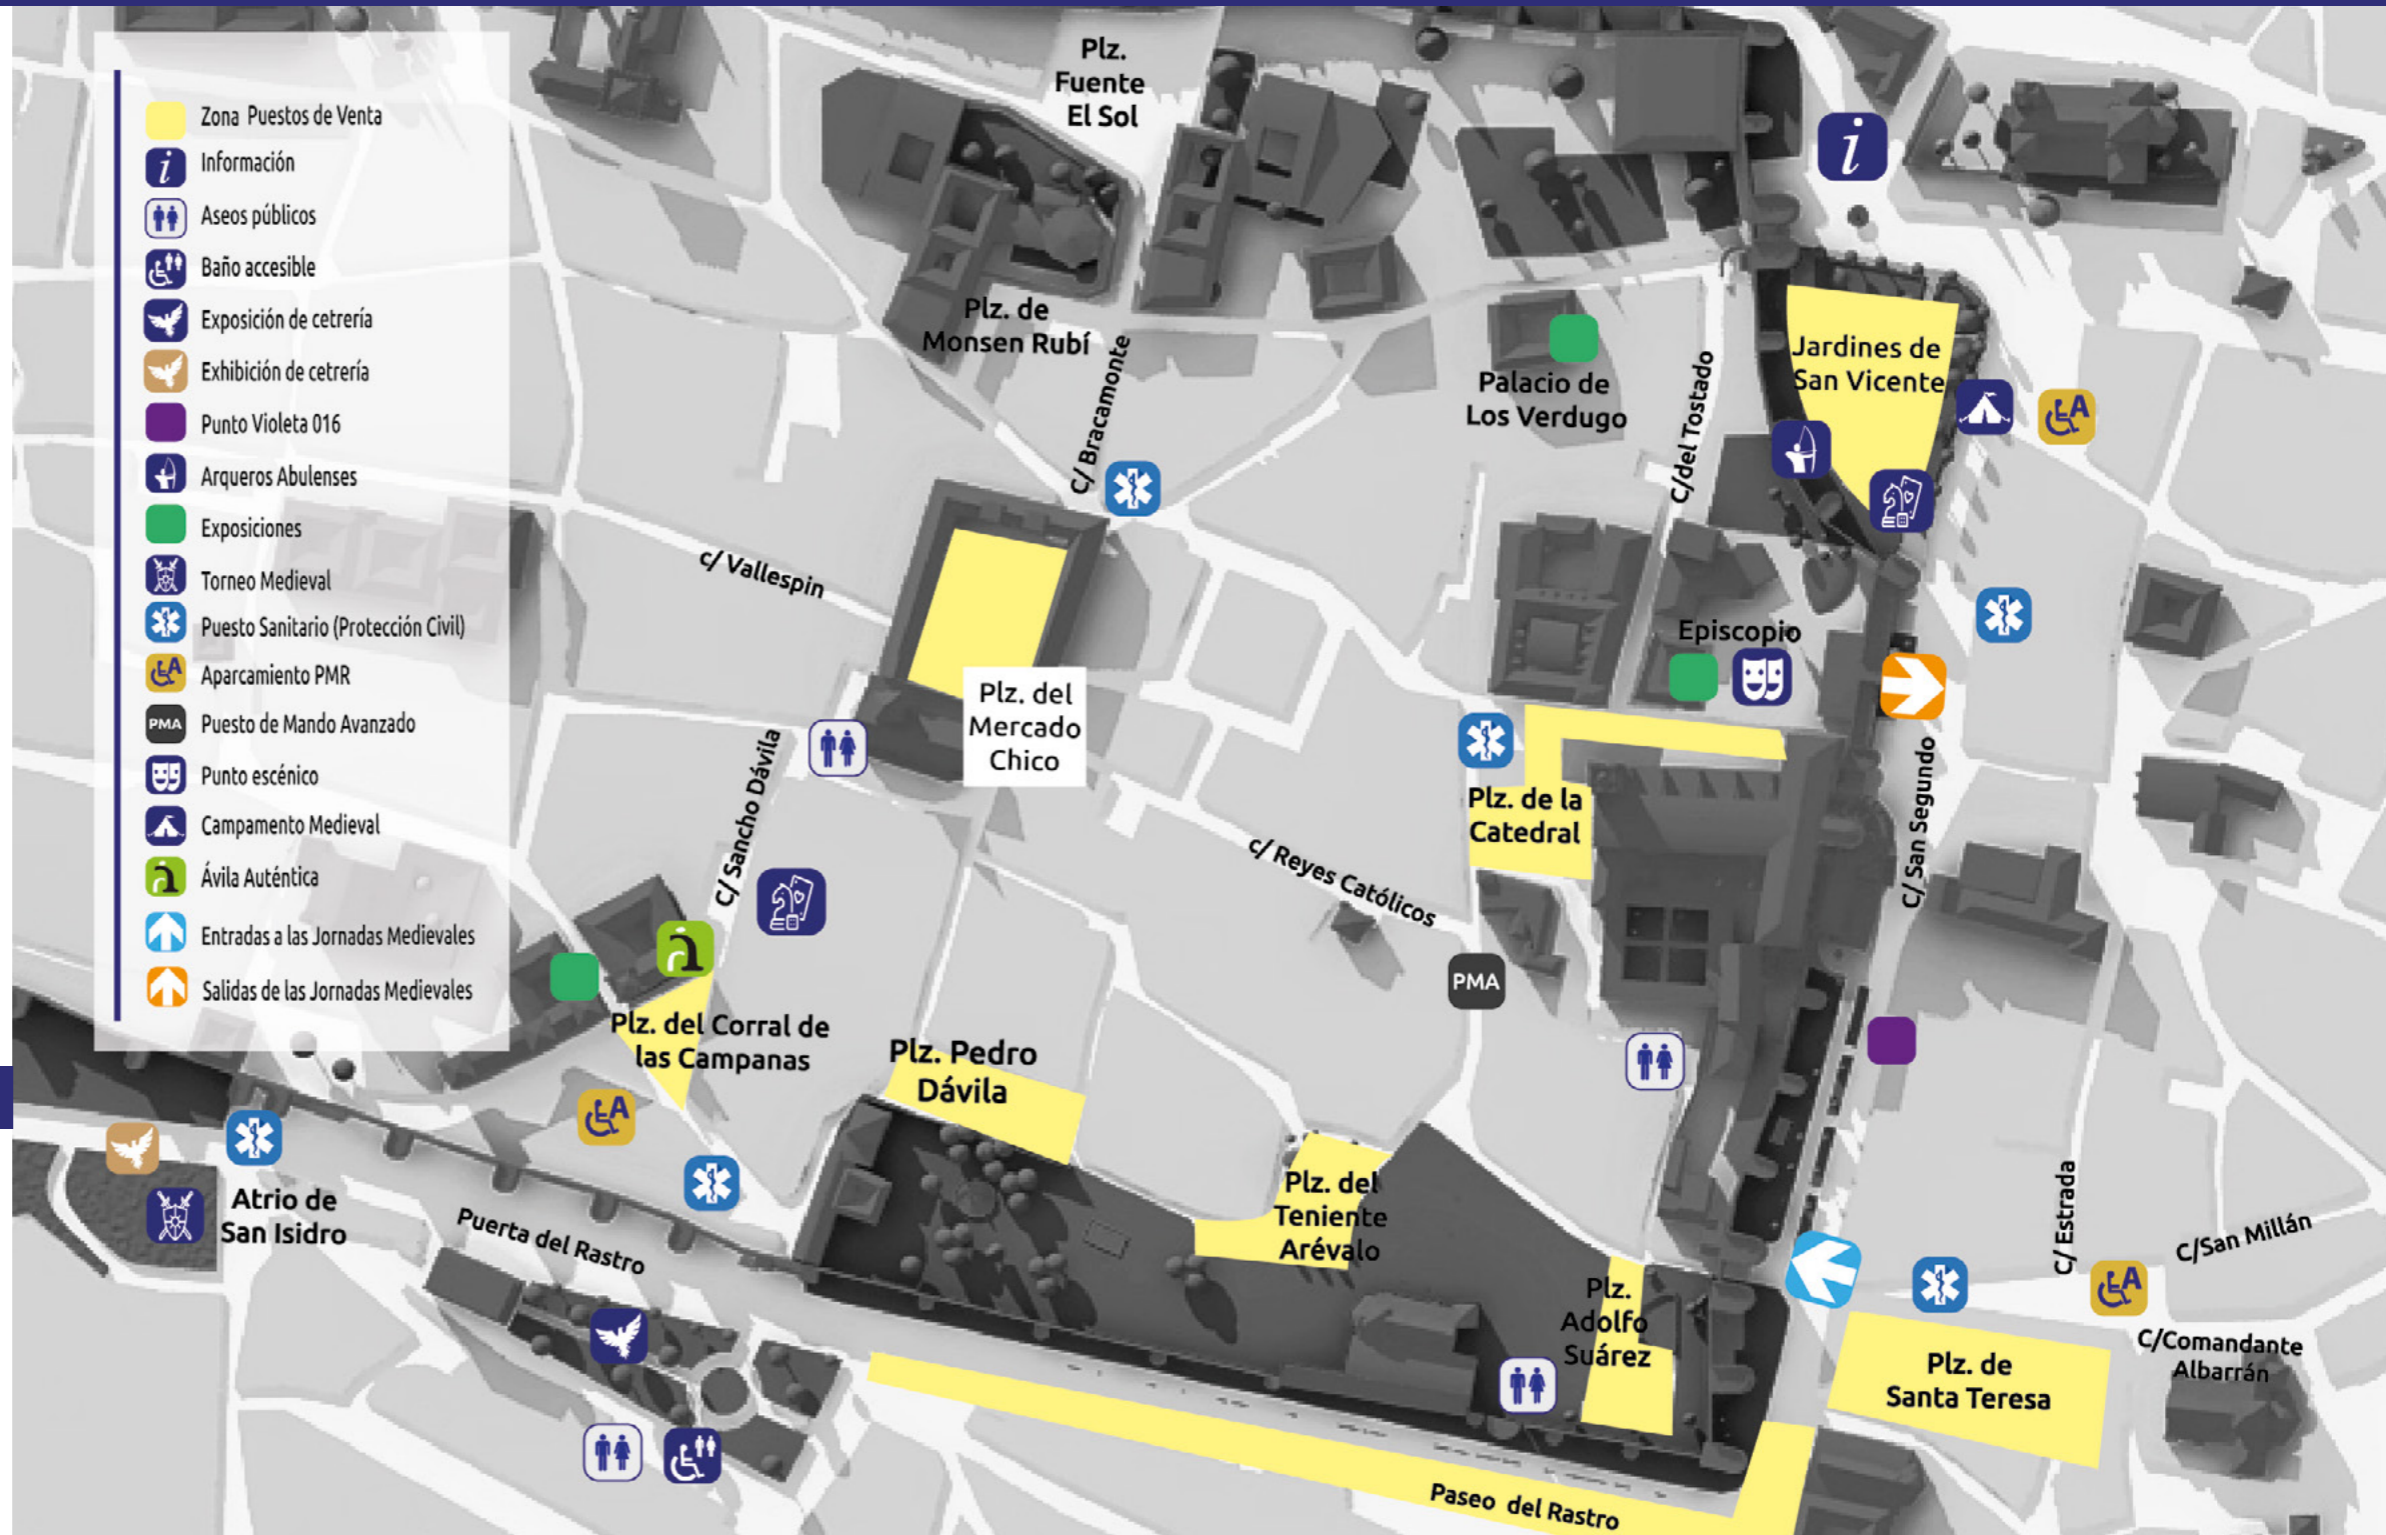 Zona Puestos de Venta
Información
Aseos públicos
Baño accesible
Exposición de cetrería
Exhibición de cetrería
Punto Violeta 016
Arqueros Abulenses
Exposiciones
Torneo Medieval
Puesto Sanitario (Protección Civil)
A
Aparcamiento PMR
PMA
Puesto de Mando Avanzado
Punto escénico
Campamento Medieval
Ávila Auténtica
Entradas a las Jornadas Medievales
Salidas de las Jornadas Medievales
Plz.
Fuente
El Sol
i
Plz. de
Monsen Rubí
C/ Bracamonte
Palacio de
Los Verdugo
C/del Tostado
Jardines de
San Vicente
A
c/ Vallespin
Episcopio
Plz. del
Mercado
Chico
C/ Sancho Dávila
c/ Reyes Católicos
Plz. de la
Catedral
C/ San Segundo
PMA
Plz. del Corral de
las Campanas
Plz. Pedro
Dávila
A
Atrio de
San Isidro
Puerta del Rastro
Plz. del
Teniente
Arévalo
Plz.
Adolfo
Suárez
C/ Estrada
C/San Millán
A
C/Comandante
Albarrán
Plz. de
Santa Teresa
Paseo del Rastro